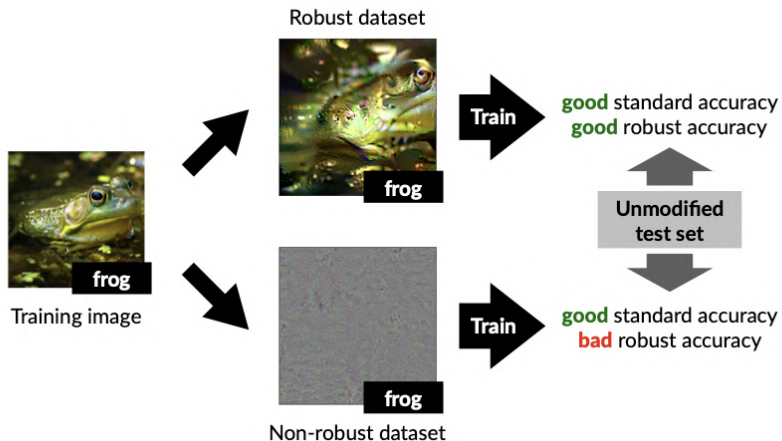 Robust dataset
frog
Train
good standard accuracy
good robust accuracy
frog
Training image
Unmodified
test set
frog
Non-robust dataset
Train
good standard accuracy
bad robust accuracy